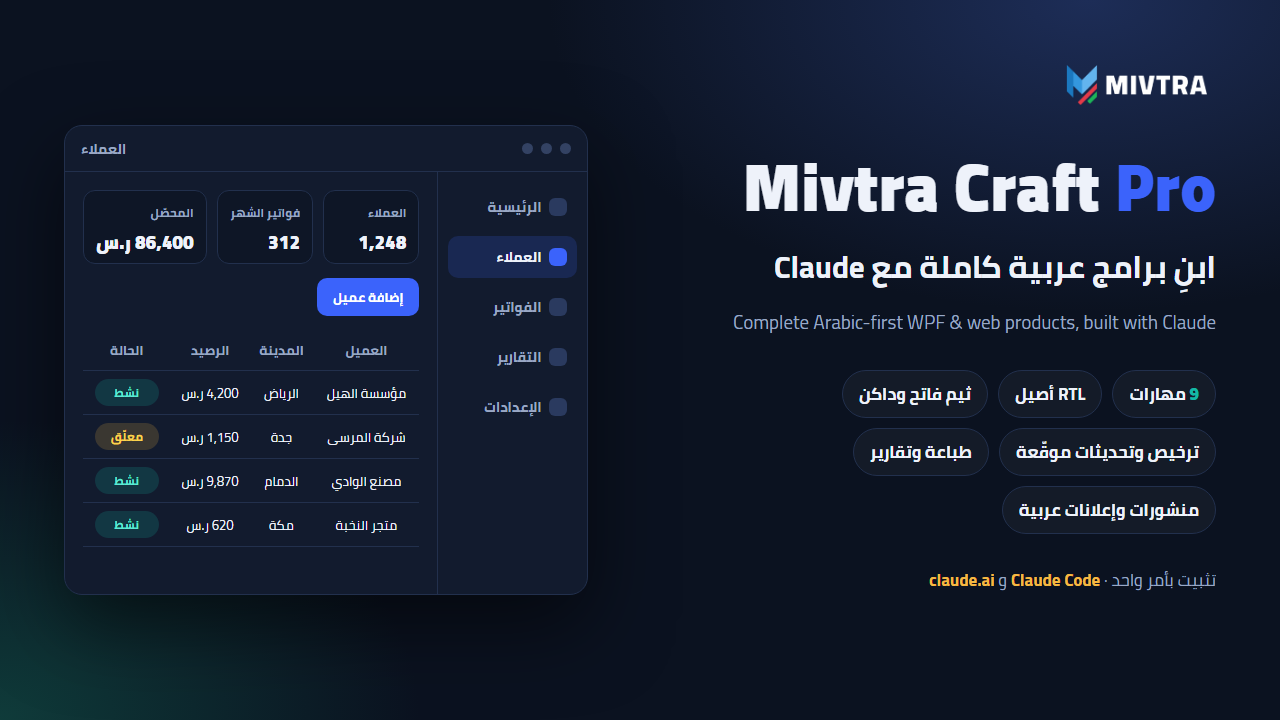 MIVTRA
Mivtra Craft Pro
ابنِ برامج عربية كاملة مع Claude
Complete Arabic-first WPF & web products, built with Claude
9 مهارات
RTL أصيل
ثيم فاتح وداكن
ترخيص وتحديثات موقّعة
طباعة وتقارير
منشورات وإعلانات عربية
تثبيت بأمر واحد · Claude Code و claude.ai
العملاء
الرئيسية
العملاء
الفواتير
التقارير
الإعدادات
العملاء
1,248
فواتير الشهر
312
المحصّل
86,400 ر.س
إضافة عميل
العميل المدينة الرصيد الحالة
مؤسسة الهيل الرياض 4,200 ر.س نشط
شركة المرسى جدة 1,150 ر.س معلّق
مصنع الوادي الدمام 9,870 ر.س نشط
متجر النخبة مكة 620 ر.س نشط